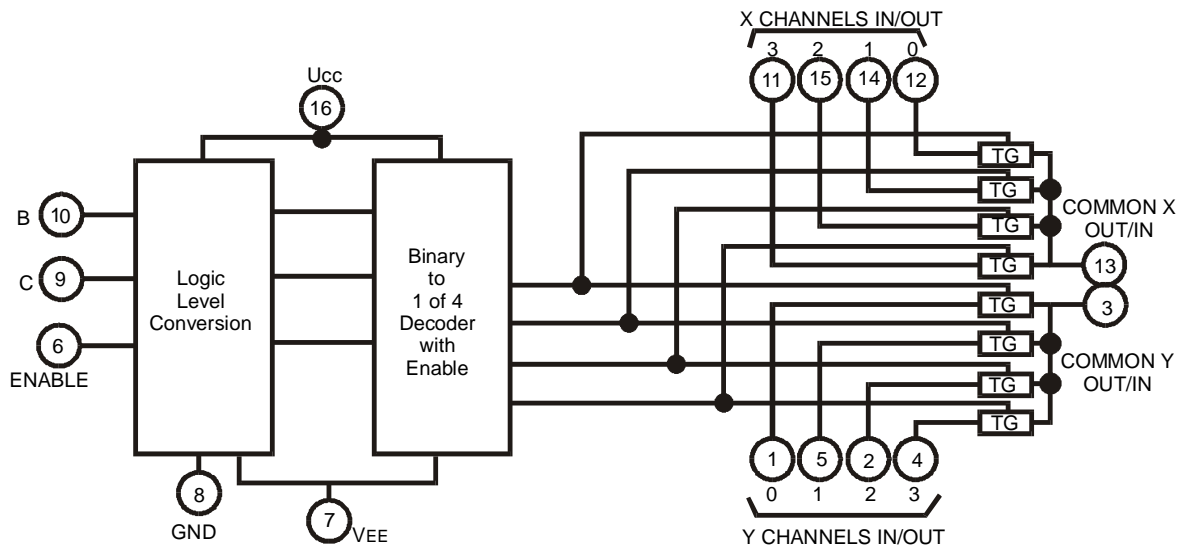 X CHANNELS IN/OUT
3 2 1 0
11 15 14 12
Ucc
16
TG
TG
COMMON X
OUT/IN
TG
TG
13
B 10
C 9
6
ENABLE
Logic
Level
Conversion
Binary
to
1 of 4
Decoder
with
Enable
TG
3
TG
COMMON Y
OUT/IN
TG
TG
1 5 2 4
0 1 2 3
Y CHANNELS IN/OUT
8
GND
7 VEE